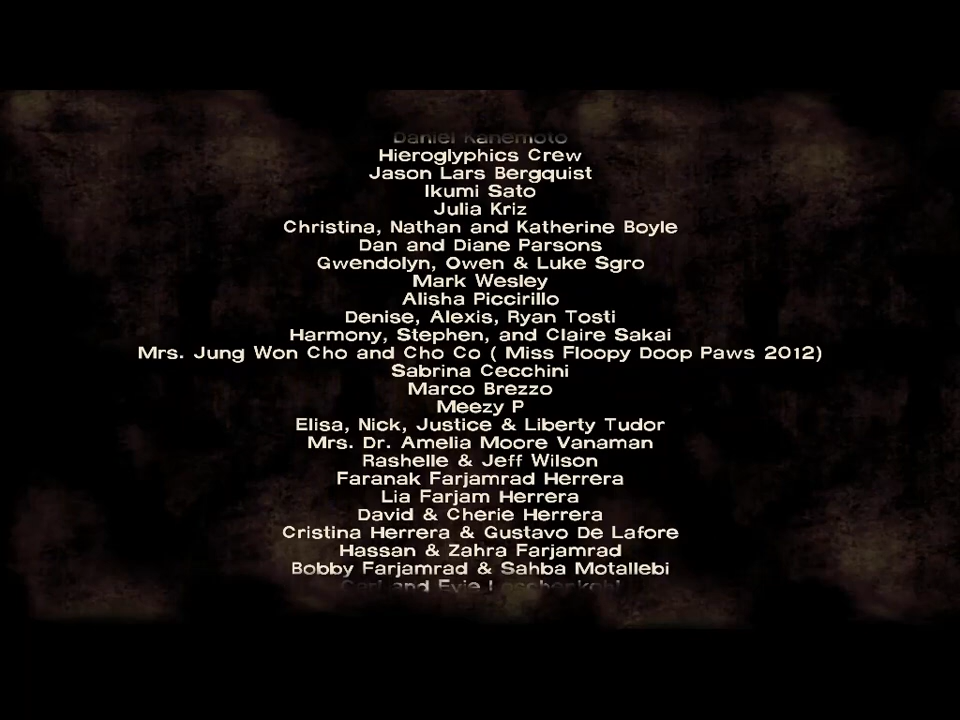 Daniel Kanemoto
Hieroglyphics Crew
Jason Lars Bergquist
Ikumi Sato
Julia Kriz
Christina, Nathan and Katherine Boyle
Dan and Diane Parsons
Gwendolyn, Owen & Luke Sgro
Mark Wesley
Alisha Piccirillo
Denise, Alexis, Ryan Tosti
Harmony, Stephen, and Claire Sakai
Mrs. Jung Won Cho and Cho Co ( Miss Floopy Doop Paws 2012)
Sabrina Cecchini
Marco Brezzo
Meezy P
Elisa, Nick, Justice & Liberty Tudor
Mrs. Dr. Amelia Moore Vanaman
Rashelle & Jeff Wilson
Faranak Farjamrad Herrera
Lia Farjam Herrera
David & Cherie Herrera
Cristina Herrera & Gustavo De Lafore
Hassan & Zahra Farjamrad
Bobby Farjamrad & Sahba Motallebi
and Evie